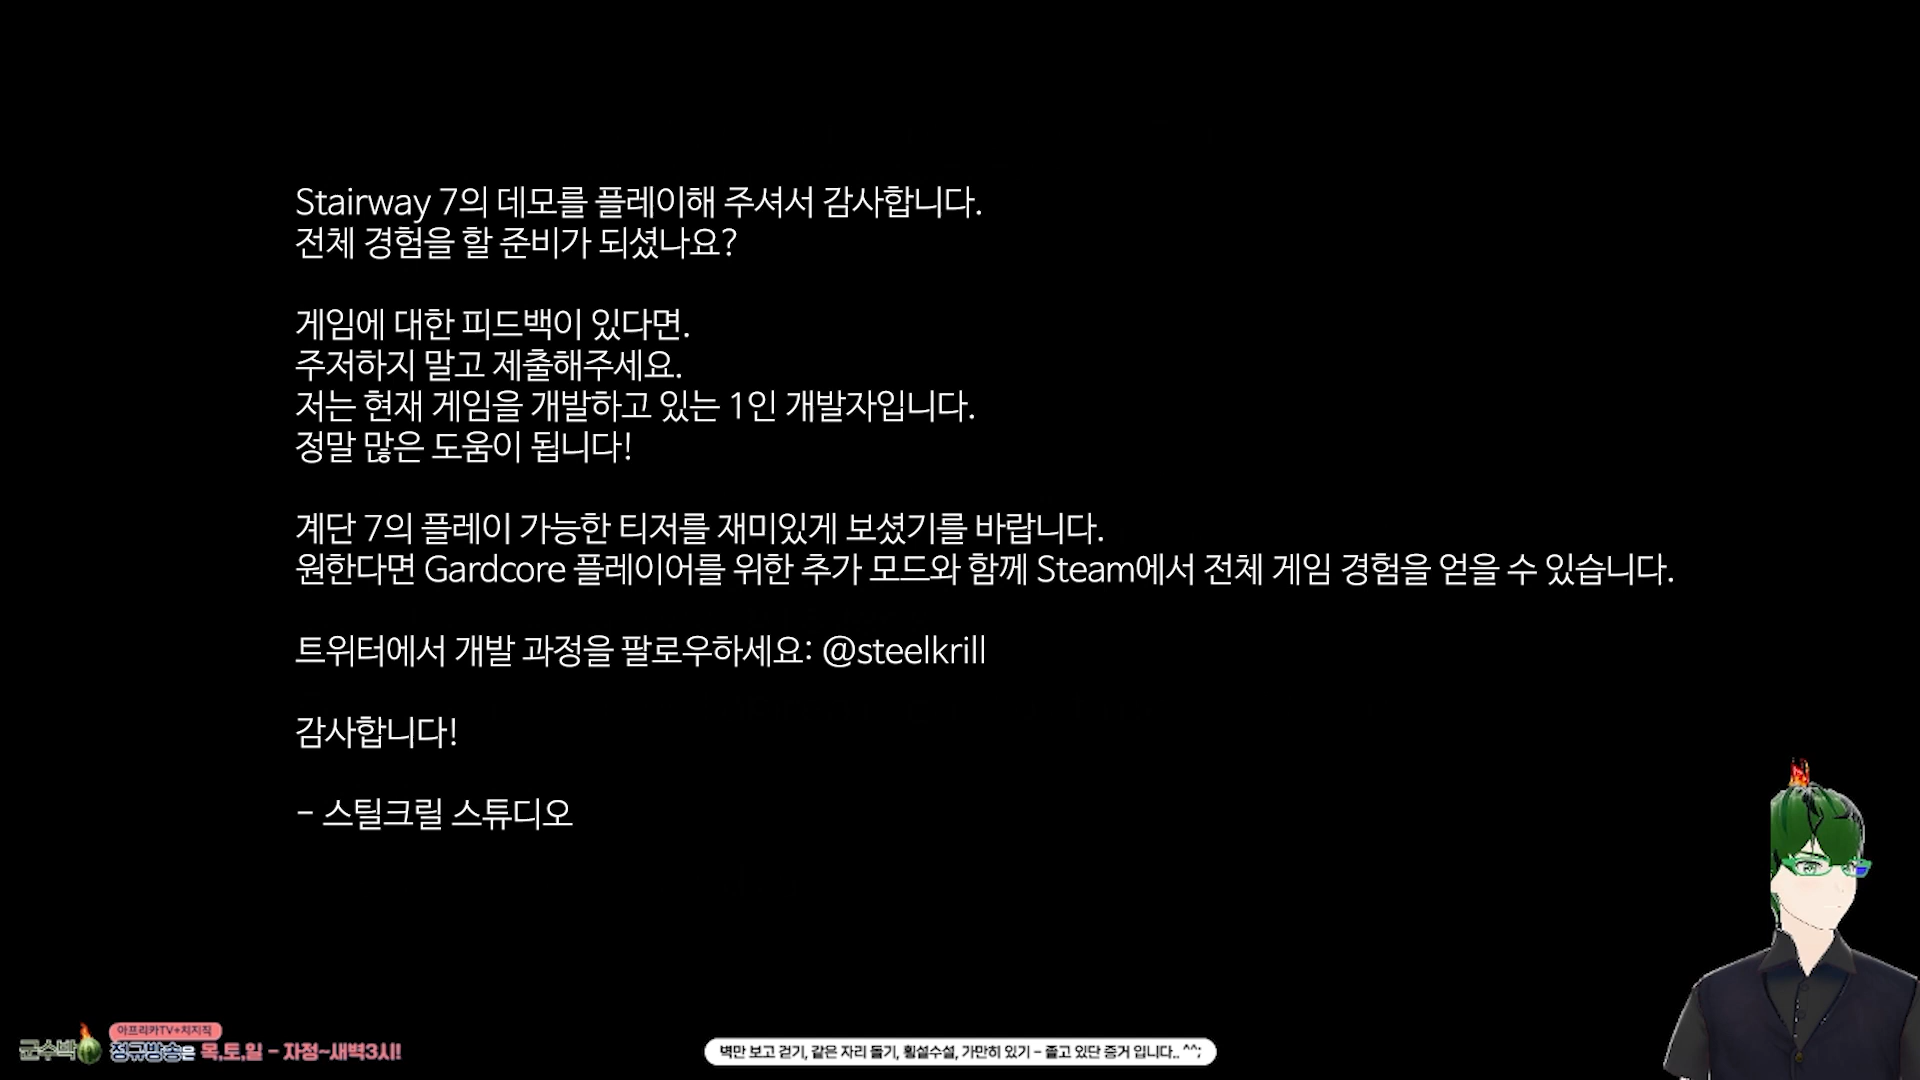 Stairway 7의 데모를 플레이해 주셔서 감사합니다.
전체 경험을 할 준비가 되셨나요?
게임에 대한 피드백이 있다면.
주저하지 말고 제출해주세요.
저는 현재 게임을 개발하고 있는 1인 개발자입니다.
정말 많은 도움이 됩니다!
계단 7의 플레이 가능한 티저를 재미있게 보셨기를 바랍니다.
원한다면 Gardcore 플레이어를 위한 추가 모드와 함께 Steam에서 전체 게임 경험을 얻을 수 있습니다.
트위터에서 개발 과정을 팔로우하세요: @steelkrill
감사합니다!
- 스틸크릴 스튜디오
아프리카TV+치지직
군수박 정규방송은 목,토,일 - 자정~새벽3시!
벽만 보고 걷기, 같은 자리 돌기, 횡설수설, 가만히 있기 - 졸고 있단 증거 입니다.. ^^;